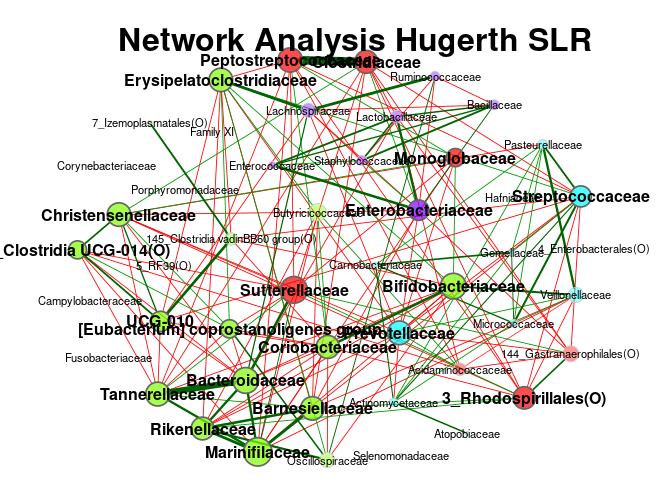 Network Analysis Hugerth SLR
Peptostreptococcaceae
Clostridiaceae
Erysipelatoclostridiaceae
Ruminococcaceae
Bacillaceae
Lachnospiraceae
Lactobacillaceae
7_Izemoplasmatales(O)
Family XI
Pasteurellaceae
Corynebacteriaceae
Enterococcaceae
Staphylococcaceae
Monoglobaceae
Porphyromonadaceae
Hafniaceae
Streptococcaceae
Christensenellaceae
Butyricicoccaceae
Enterobacteriaceae
145_Clostridia vadinBB60 group(O)
_Clostridia UCG-014(O)
Gemellaceae
4_Enterobacterales(O)
5_RF39(O)
Carnobacteriaceae
Sutterellaceae
Bifidobacteriaceae
Veillonellaceae
Campylobacteraceae
UCG-010
[Eubacterium] coprostanoligenes group
Prevotellaceae
Micrococcaceae
Coriobacteriaceae
144_Gastranaerophilales(O)
Fusobacteriaceae
Acidaminococcaceae
Bacteroidaceae
Tannerellaceae
Barnesiellaceae
Actinomycetaceae
3_Rhodospirillales(O)
Rikenellaceae
Atopobiaceae
Marinifilaceae
Oscillospiraceae
Selenomonadaceae